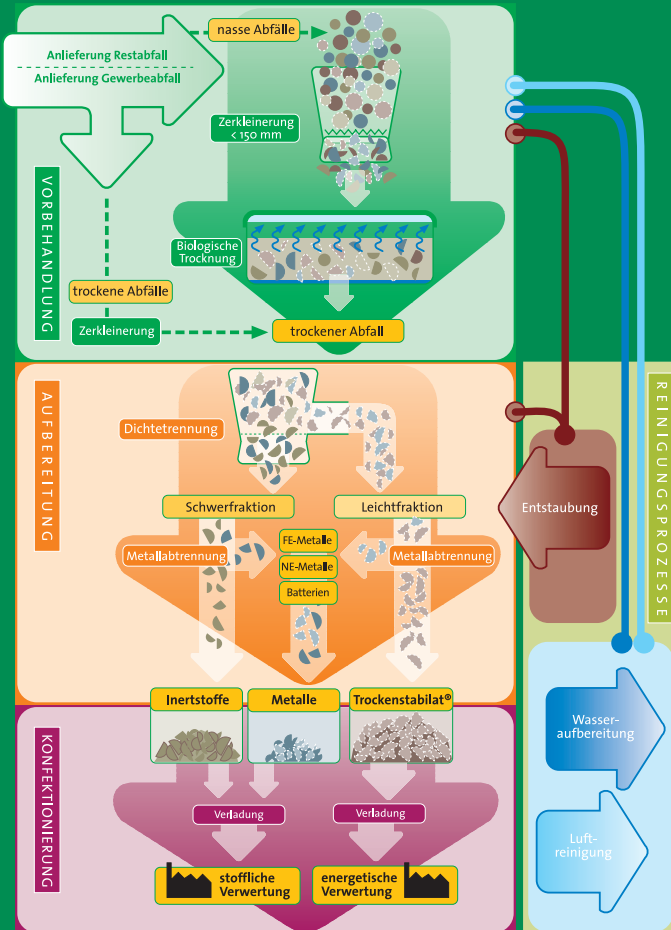 nasse Abfälle
Anlieferung Restabfall
Anlieferung Gewerbeabfall
Zerkleinerung
< 150 mm
VORBEHANDLUNG
Biologische
Trocknung
trockene Abfälle
Zerkleinerung
trockener Abfall
AUFBEREITUNG
Dichtetrennung
Schwerfraktion
Leichtfraktion
FE-Metalle
Metallabtrennung
Metallabtrennung
NE-Metalle
Batterien
REINIGUNGSPROZESSE
Entstaubung
Wasser-
aufbereitung
Luft-
reinigung
Inertstoffe
Metalle
Trockenstabilat®
KONFEKTIONIERUNG
Verladung
Verladung
stoffliche
Verwertung
energetische
Verwertung